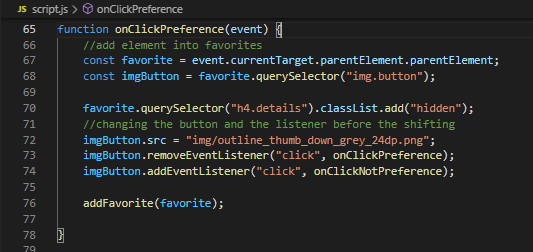 JS script.js > onClickPreference
65 function onClickPreference(event) {
66 //add element into favorites
67 const favorite = event.currentTarget.parentElement.parentElement;
68 const imgButton = favorite.querySelector("img.button");
69
70 favorite.querySelector("h4.details").classList.add("hidden");
71 //changing the button and the listener before the shifting
72 imgButton.src = "img/outline_thumb_down_grey_24dp.png";
73 imgButton.removeEventListener("click", onClickPreference);
74 imgButton.addEventListener("click", onClickNotPreference);
75
76 addFavorite(favorite);
77
78 }